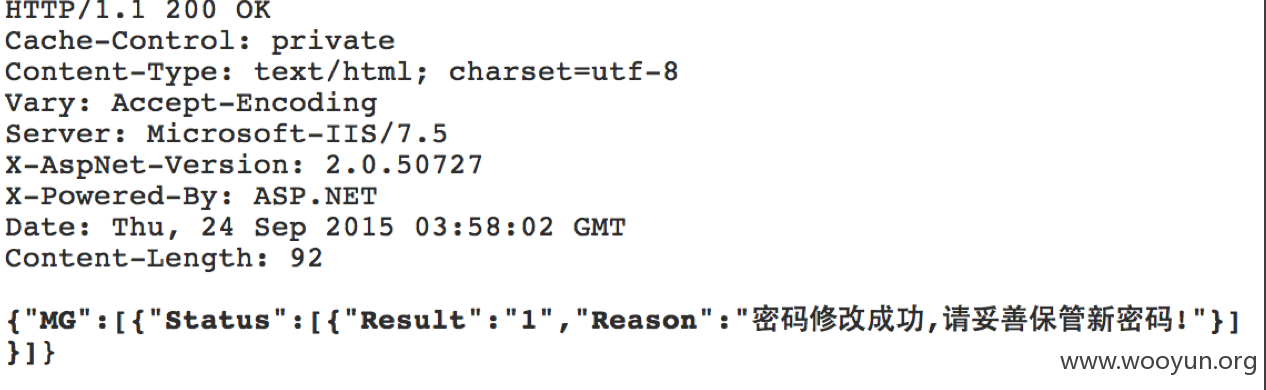 HTTP/1.1 200 OK
Cache-Control: private
Content-Type: text/html; charset=utf-8
Vary: Accept-Encoding
Server: Microsoft-IIS/7.5
X-AspNet-Version: 2.0.50727
X-Powered-By: ASP.NET
Date: Thu, 24 Sep 2015 03:58:02 GMT
Content-Length: 92
{"MG":[{"Status":[{"Result":"1","Reason":"密码修改成功,请妥善保管新密码!"}]
}]}
www.wooyun.org